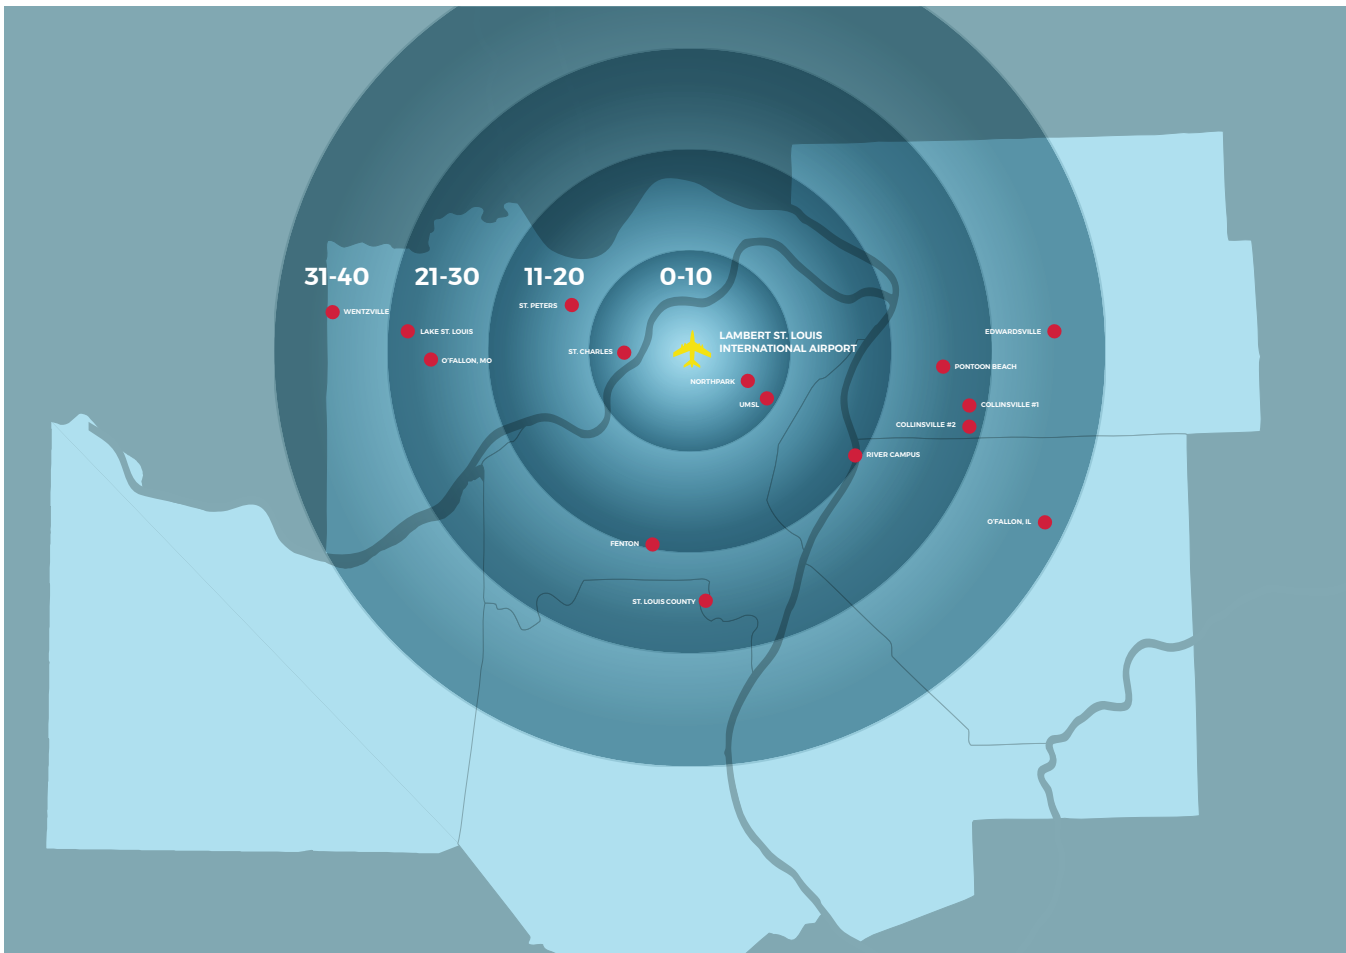 31-40
21-30
11-20
0-10
ST. PETERS
WENTZVILLE
LAKE ST. LOUIS
EDWARDSVILLE
LAMBERT ST. LOUIS
INTERNATIONAL AIRPORT
ST. CHARLES
O'FALLON, MO
PONTOON BEACH
NORTHPARK
UMSL
COLLINSVILLE #1
COLLINSVILLE #2
RIVER CAMPUS
O'FALLON, IL
FENTON
ST. LOUIS COUNTY